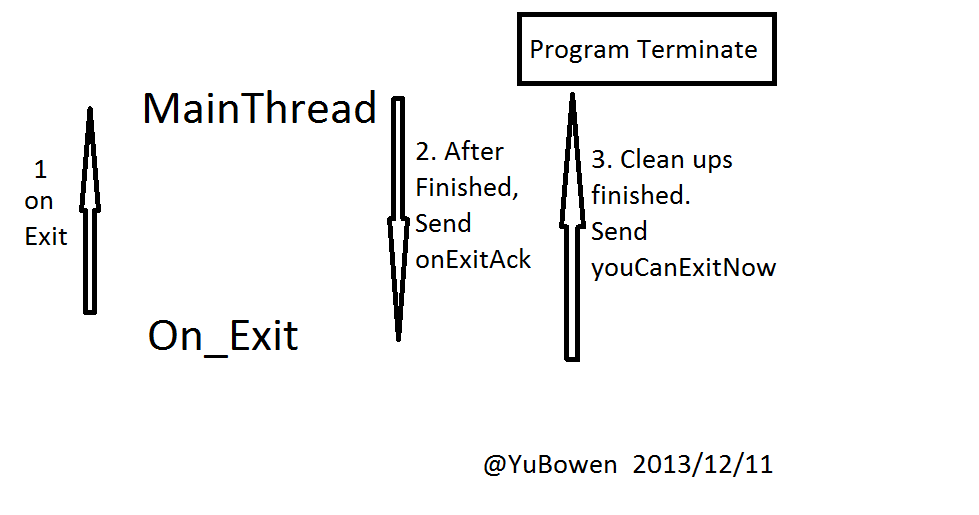 Program Terminate
MainThread
1
on
Exit
2. After
Finished,
Send
onExitAck
3. Clean ups
finished.
Send
youCanExitNow
On_Exit
@YuBowen 2013/12/11